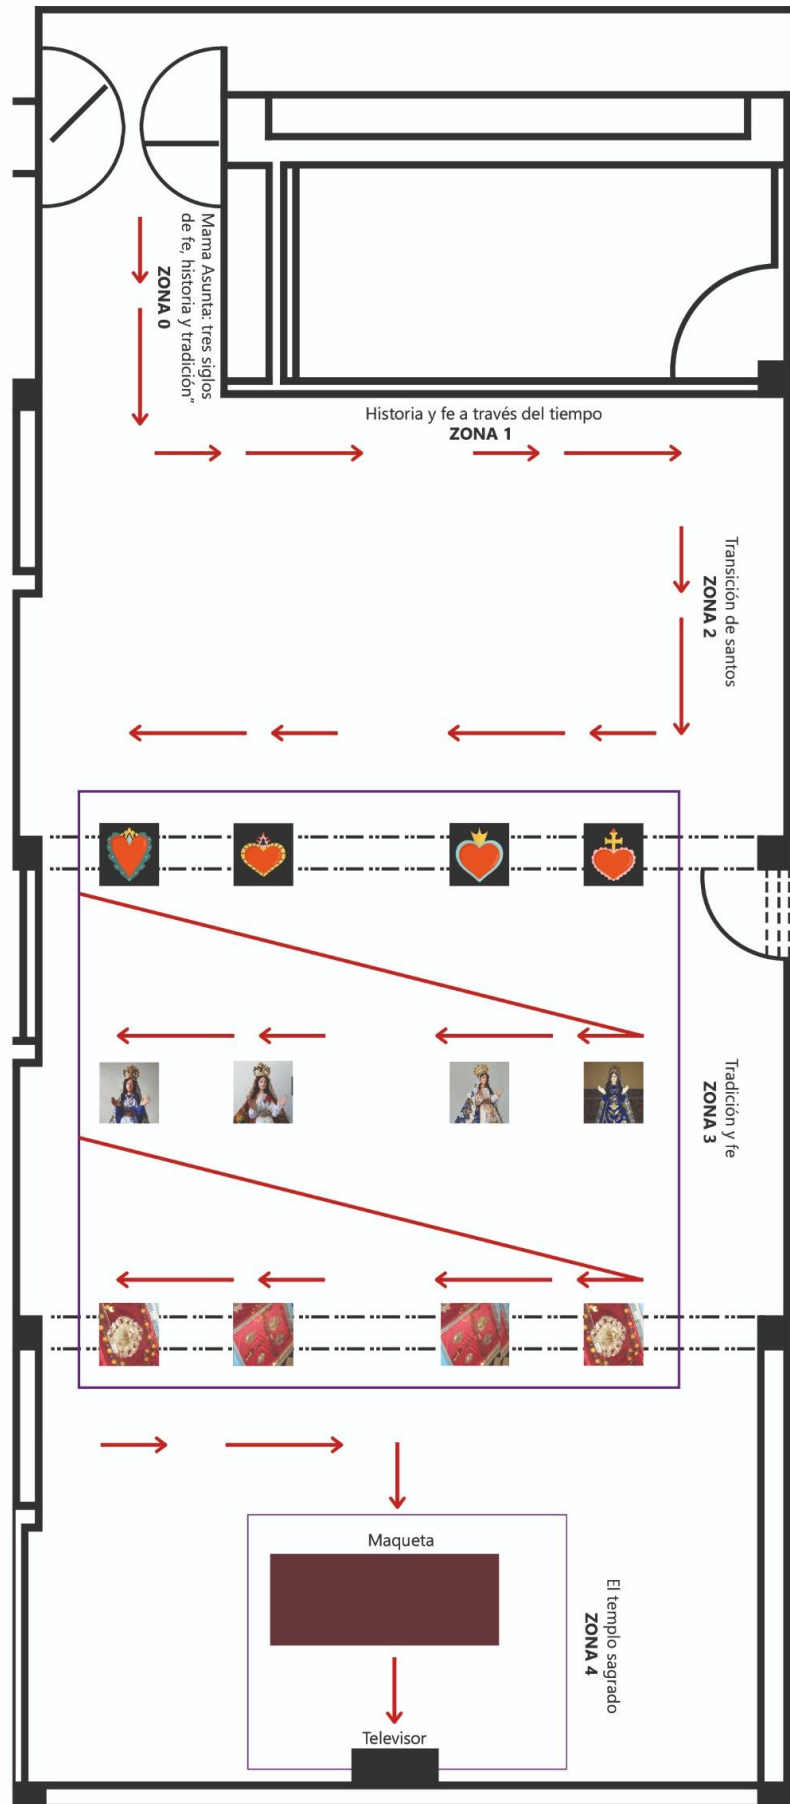 Mama Asunta: tres siglos
de fe, historia y tradición"
ZONA 0
Historia y fe a través del tiempo
ZONA 1
Transición de santos
ZONA 2
Tradición y fe
ZONA 3
Maqueta
El templo sagrado
ZONA 4
Televisor